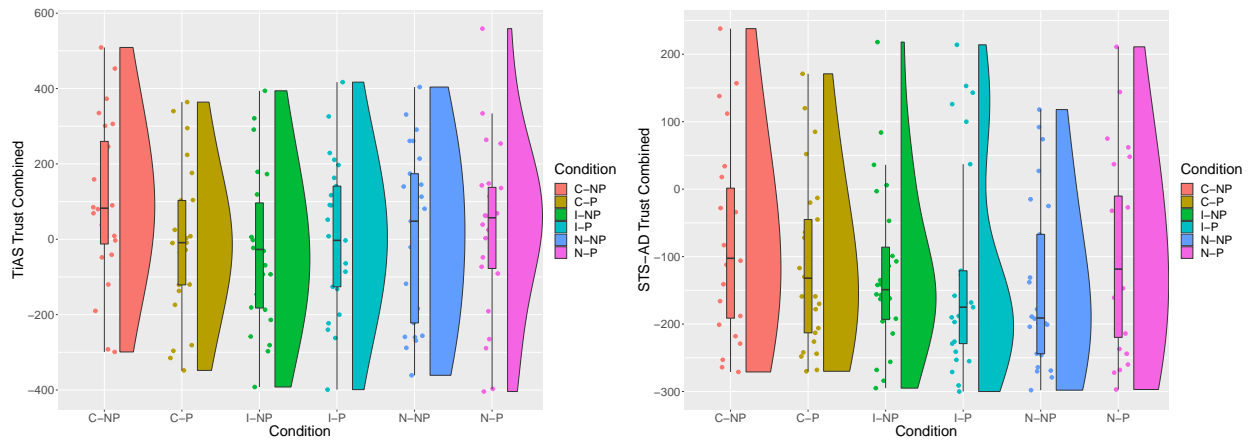 TiAS Trust Combined
600
400
200
0
−200
−400
C−NP C−P I−NP I−P N−NP N−P
Condition
Condition
C−NP
C−P
I−NP
I−P
N−NP
N−P
STS−AD Trust Combined
200
100
0
−100
−200
−300
C−NP C−P I−NP I−P N−NP N−P
Condition
Condition
C−NP
C−P
I−NP
I−P
N−NP
N−P